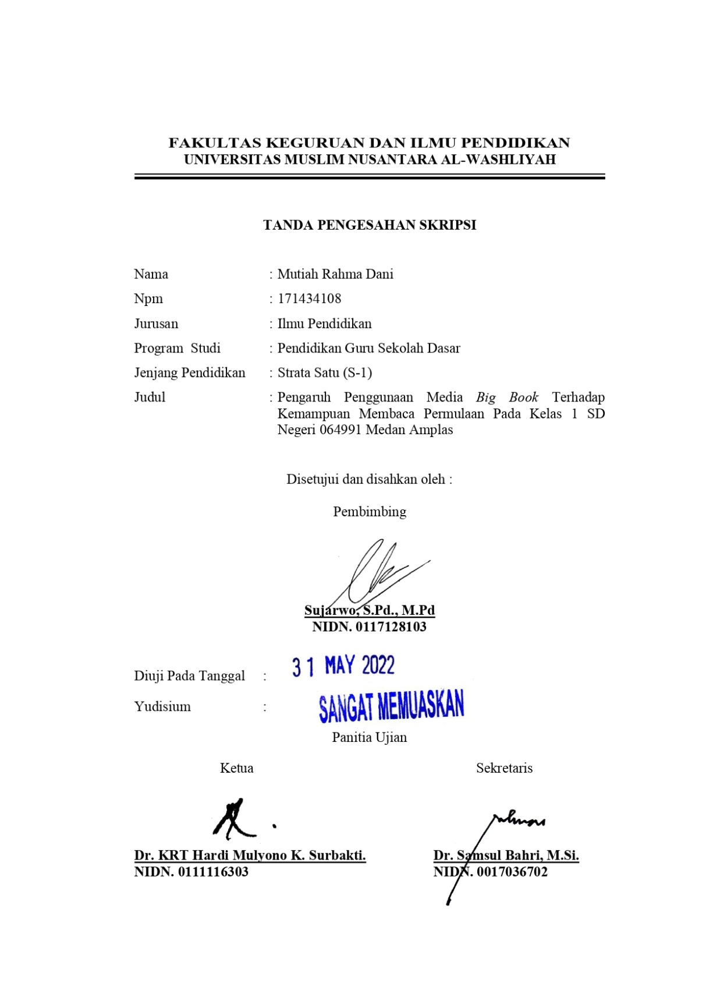 FAKULTAS KEGURUAN DAN ILMU PENDIDIKAN
UNIVERSITAS MUSLIM NUSANTARA AL-WASHLIYAH
TANDA PENGESAHAN SKRIPSI
Nama : Mutiah Rahma Dani
Npm : 171434108
Jurusan : Ilmu Pendidikan
Program Studi : Pendidikan Guru Sekolah Dasar
Jenjang Pendidikan : Strata Satu (S-1)
Judul : Pengaruh Penggunaan Media Big Book Terhadap
Kemampuan Membaca Permulaan Pada Kelas 1 SD
Negeri 064991 Medan Amplas
Disetujui dan disahkan oleh :
Pembimbing
Sujarwo, S.Pd., M.Pd
NIDN. 0117128103
Diuji Pada Tanggal : 31 MAY 2022
Yudisium : SANGAT MEMUASKAN
Panitia Ujian
Ketua Sekretaris
Dr. KRT Hardi Mulyono K. Surbakti. Dr. Samsul Bahri, M.Si.
NIDN. 0111116303 NIDN. 0017036702